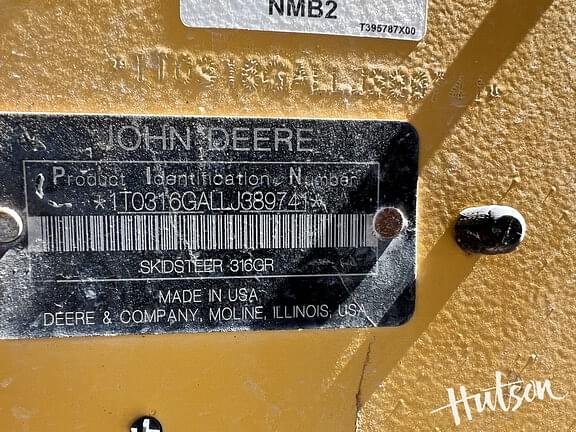 NMB2
T395787X00
JOHN DEERE
Product Identification Number
*1T0316GALLJ389741*
SKIDSTEER 316GR
MADE IN USA
DEERE & COMPANY, MOLINE, ILLINOIS, USA
Hutson